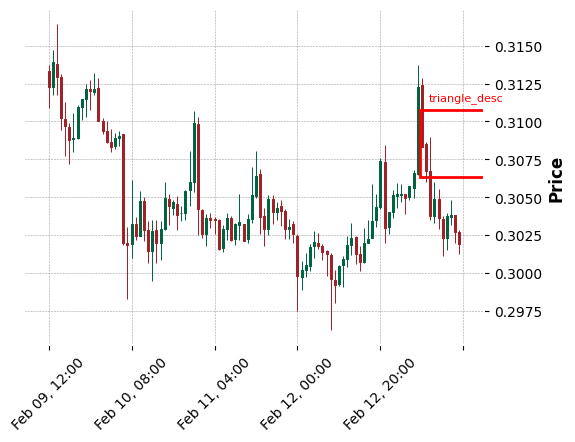 0.3150
0.3125
triangle_desc
0.3100
0.3075
0.3050
0.3025
0.3000
0.2975
Price
Feb 09, 12:00
Feb 10, 08:00
Feb 11, 04:00
Feb 12, 00:00
Feb 12, 20:00